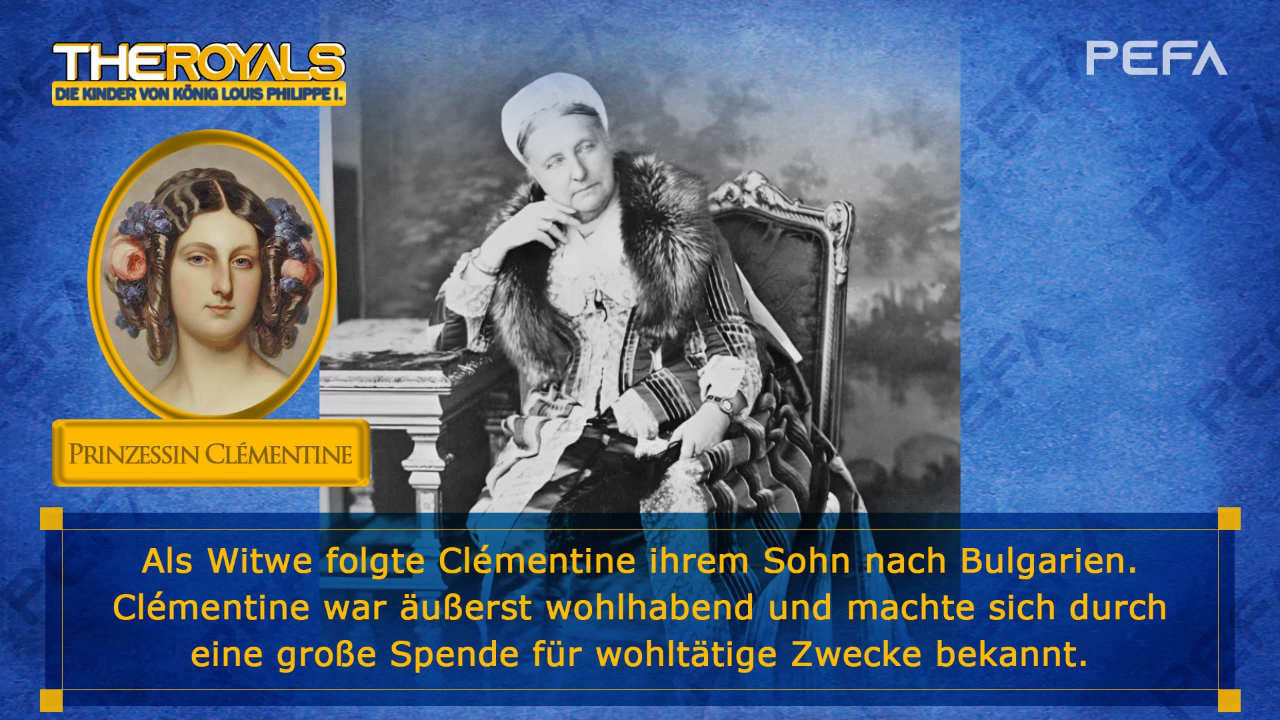 THEROYALS
DIE KINDER VON KÖNIG LOUIS PHILIPPE I.
PEFA
PRINZESSIN CLÉMENTINE
Als Witwe folgte Clémentine ihrem Sohn nach Bulgarien.
Clémentine war äußerst wohlhabend und machte sich durch
eine große Spende für wohltätige Zwecke bekannt.